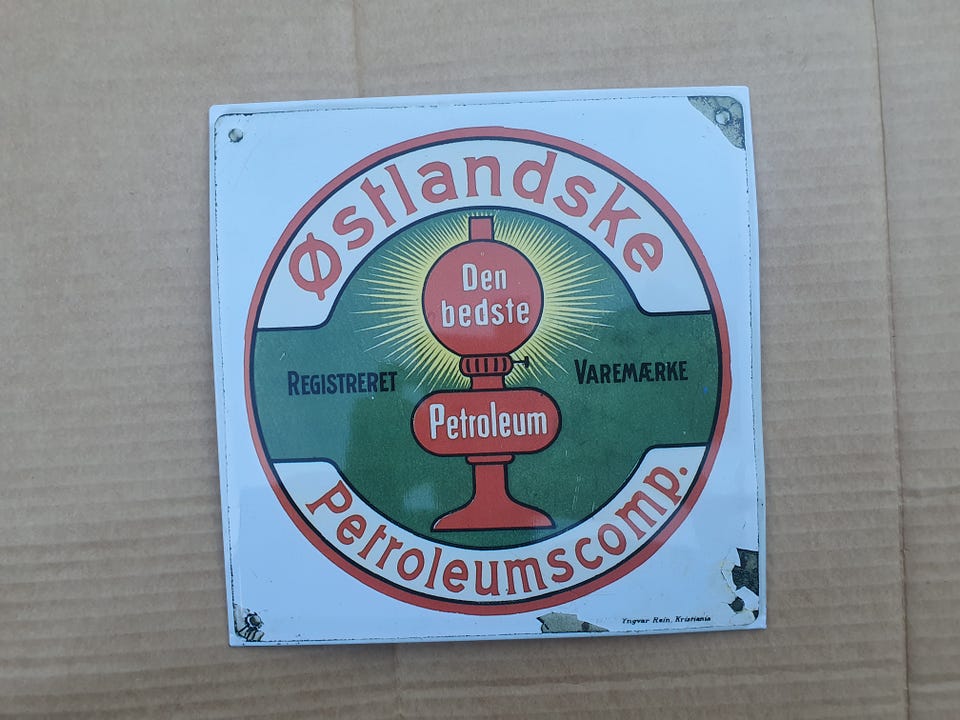 Østlandske
Den
bedste
REGISTRERET VAREMÆRKE
Petroleum
Petroleumscomp.
Yngvar Rein, Kristiania